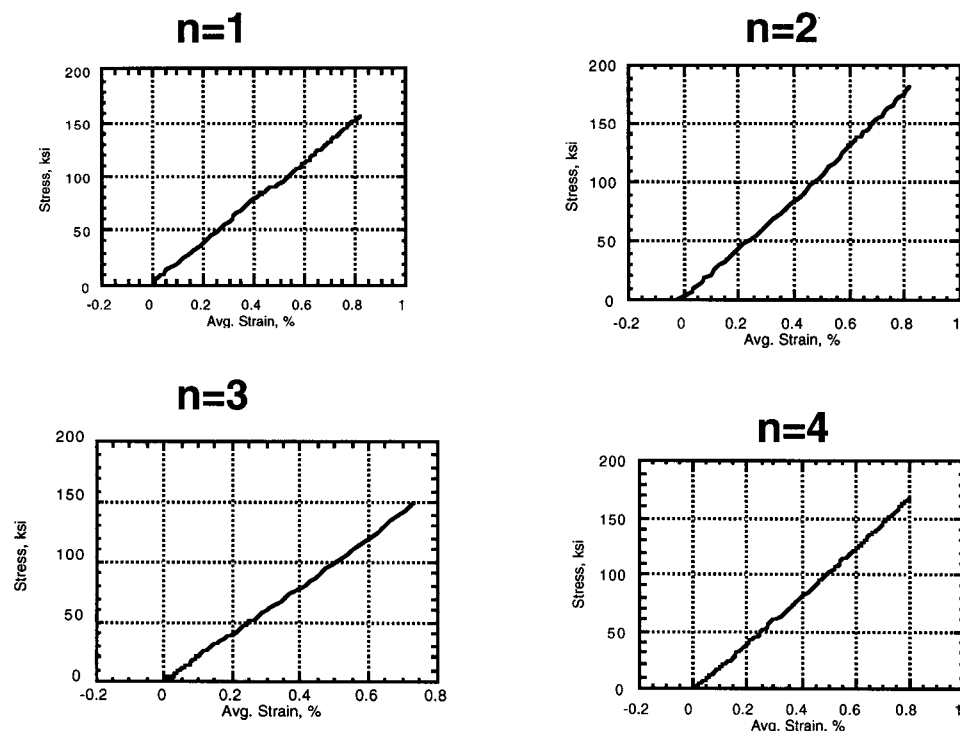 n=1
200
150
100
50
0
Stress, ksi
-0.2 0 0.2 0.4 0.6 0.8 1
Avg. Strain, %
n=2
200
150
100
50
0
Stress, ksi
-0.2 0 0.2 0.4 0.6 0.8 1
Avg. Strain, %
n=3
200
150
100
50
0
Stress, ksi
-0.2 0 0.2 0.4 0.6 0.8
Avg. Strain, %
n=4
200
150
100
50
0
Stress, ksi
-0.2 0 0.2 0.4 0.6 0.8 1
Avg. Strain, %